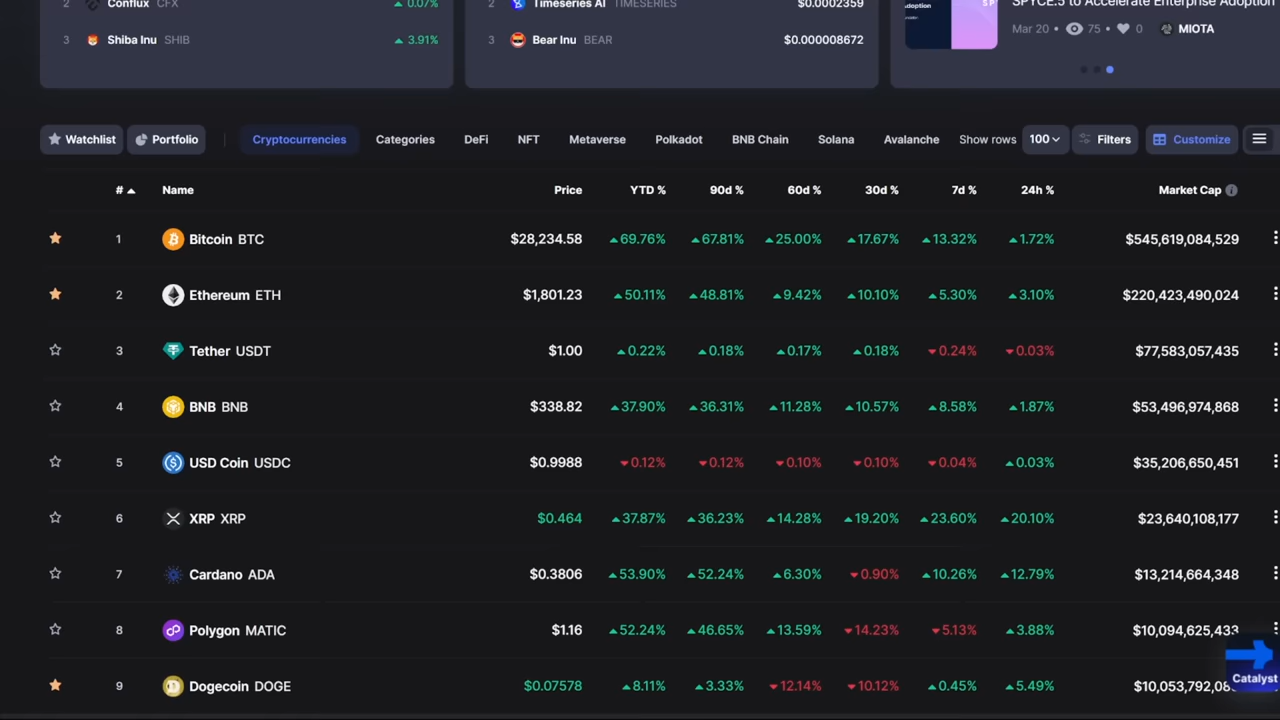 2 Conflux CFX 0.07%
2 Timeseries AI TIMESERIES $0.0002359
SPYCE.5 to Accelerate Enterprise Adoption
3 Shiba Inu SHIB 3.91%
3 Bear Inu BEAR $0.000008672
Mar 20 • 75 • 0 MIOTA
Watchlist Portfolio Cryptocurrencies Categories DeFi NFT Metaverse Polkadot BNB Chain Solana Avalanche Show rows 100 Filters Customize
# Name Price YTD % 90d % 60d % 30d % 7d % 24h % Market Cap
1 Bitcoin BTC $28,234.58 69.76% 67.81% 25.00% 17.67% 13.32% 1.72% $545,619,084,529
2 Ethereum ETH $1,801.23 50.11% 48.81% 9.42% 10.10% 5.30% 3.10% $220,423,490,024
3 Tether USDT $1.00 0.22% 0.18% 0.17% 0.18% 0.24% 0.03% $77,583,057,435
4 BNB BNB $338.82 37.90% 36.31% 11.28% 10.57% 8.58% 1.87% $53,496,974,868
5 USD Coin USDC $0.9988 0.12% 0.12% 0.10% 0.10% 0.04% 0.03% $35,206,650,451
6 XRP XRP $0.464 37.87% 36.23% 14.28% 19.20% 23.60% 20.10% $23,640,108,177
7 Cardano ADA $0.3806 53.90% 52.24% 6.30% 0.90% 10.26% 12.79% $13,214,664,348
8 Polygon MATIC $1.16 52.24% 46.65% 13.59% 14.23% 5.13% 3.88% $10,094,625,433
9 Dogecoin DOGE $0.07578 8.11% 3.33% 12.14% 10.12% 0.45% 5.49%
Catalyst